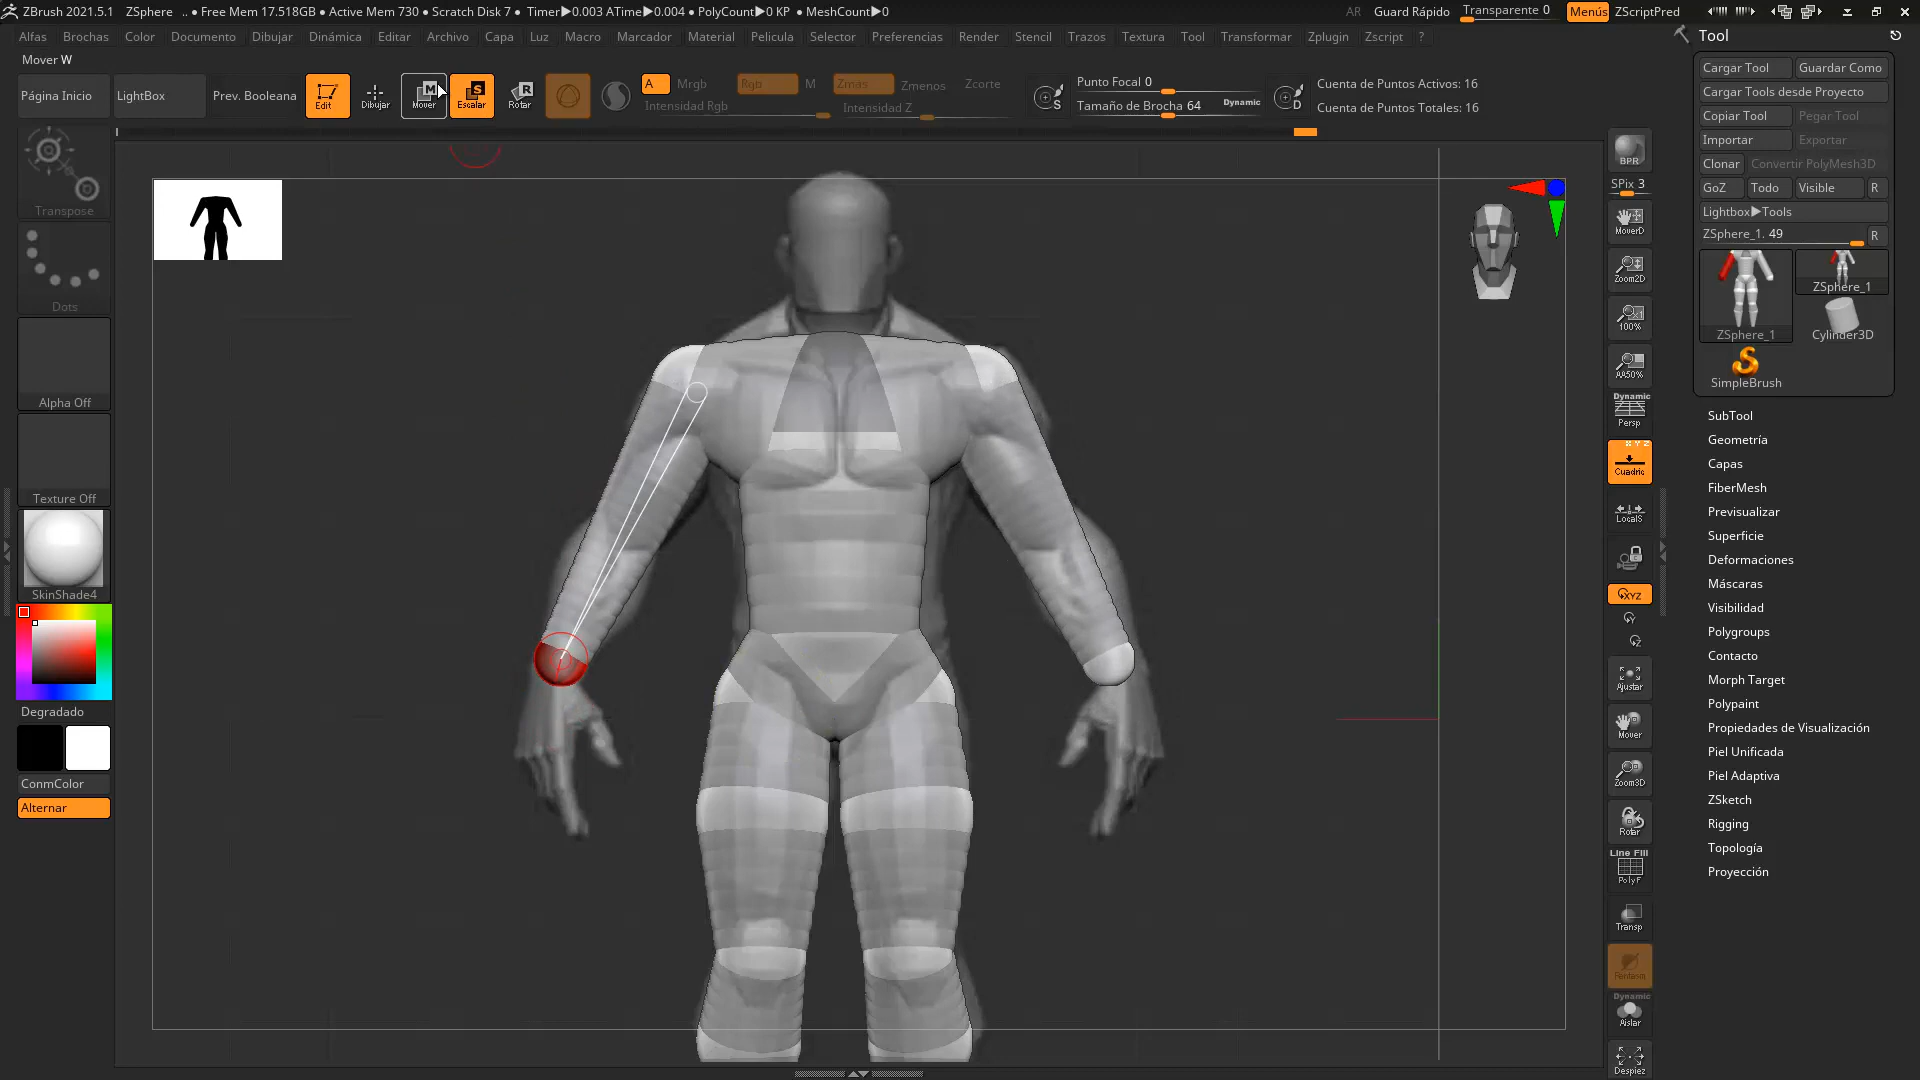 ZBrush 2021.5.1 ZSphere .. ● Free Mem 17.518GB ● Active Mem 730 ● Scratch Disk 7 ● Timer▶0.003 ATime▶0.004 ● PolyCount▶0 KP ● MeshCount▶0 AR Guard Rápido Transparente 0 Menús ZScriptPred
Alfas Brochas Color Documento Dibujar Dinámica Editar Archivo Capa Luz Macro Marcador Material Pelicula Selector Preferencias Render Stencil Trazos Textura Tool Transformar Zplugin Zscript ?
Mover W
Página Inicio LightBox Prev. Booleana Edit Dibujar Mover Escalar Rotar
A Mrgb Rgb M Zmas Zmenos Zcorte
Intensidad Rgb Intensidad Z
Punto Focal 0
Tamaño de Brocha 64 Dynamic
S
D
Cuenta de Puntos Activos: 16
Cuenta de Puntos Totales: 16
Transpose
Dots
Alpha Off
Texture Off
SkinShade4
Degradado
ConmColor
Alternar
BPR
SPix 3
MoverD
Zoom2D
100%
AA50%
Dynamic
Persp
X Y Z
Cuadric
LocalS
XYZ
Y
Z
Ajustar
Mover
Zoom3D
Rotar
Line Fill
PolyF
Transp
Fantasm
Dynamic
Aislar
Despiez
Tool
Cargar Tool Guardar Como
Cargar Tools desde Proyecto
Copiar Tool Pegar Tool
Importar Exportar
Clonar Convertir PolyMesh3D
GoZ Todo Visible R
Lightbox▶Tools
ZSphere_1. 49 R
ZSphere_1
ZSphere_1 Cylinder3D
SimpleBrush
SubTool
Geometría
Capas
FiberMesh
Previsualizar
Superficie
Deformaciones
Máscaras
Visibilidad
Polygroups
Contacto
Morph Target
Polypaint
Propiedades de Visualización
Piel Unificada
Piel Adaptiva
ZSketch
Rigging
Topología
Proyección